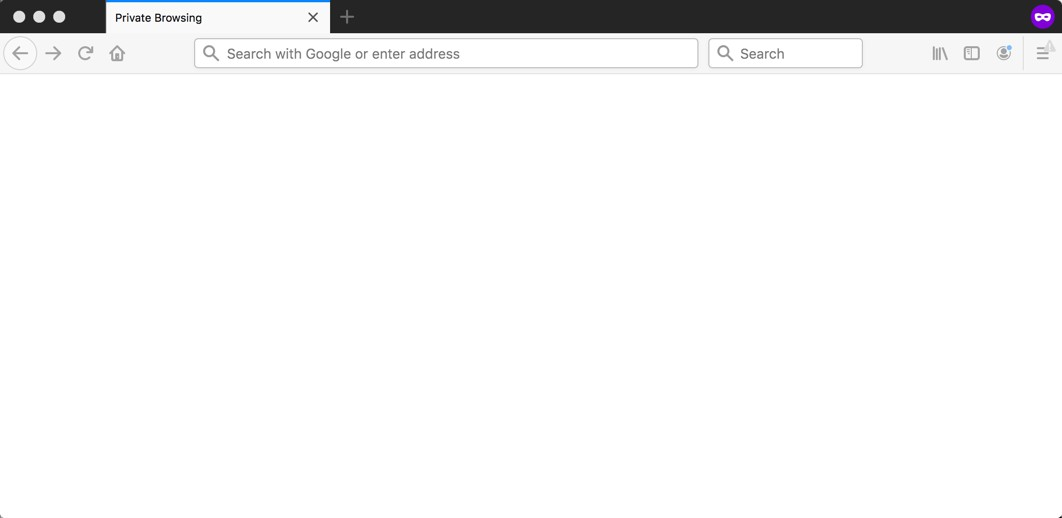 Private Browsing
Search with Google or enter address
Search